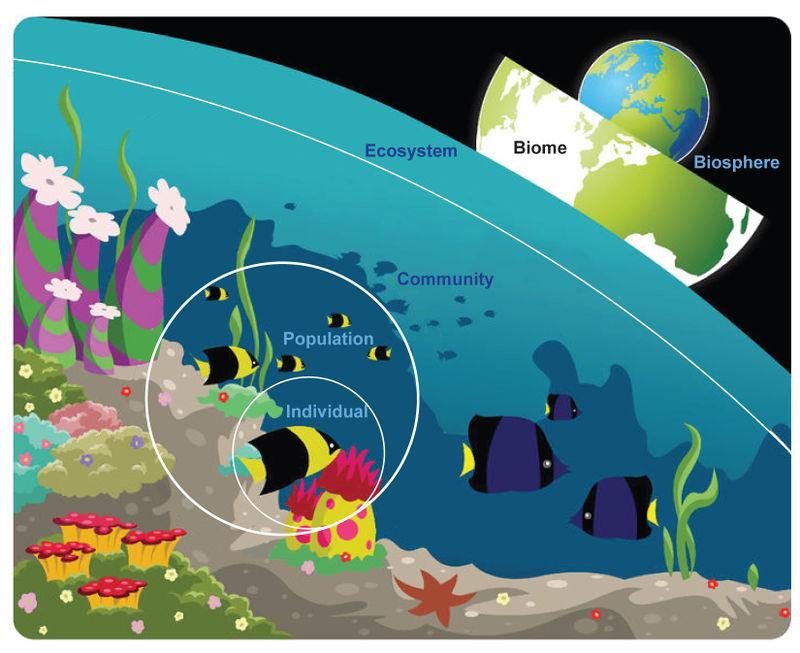 Ecosystem
Biome
Biosphere
Community
Population
Individual